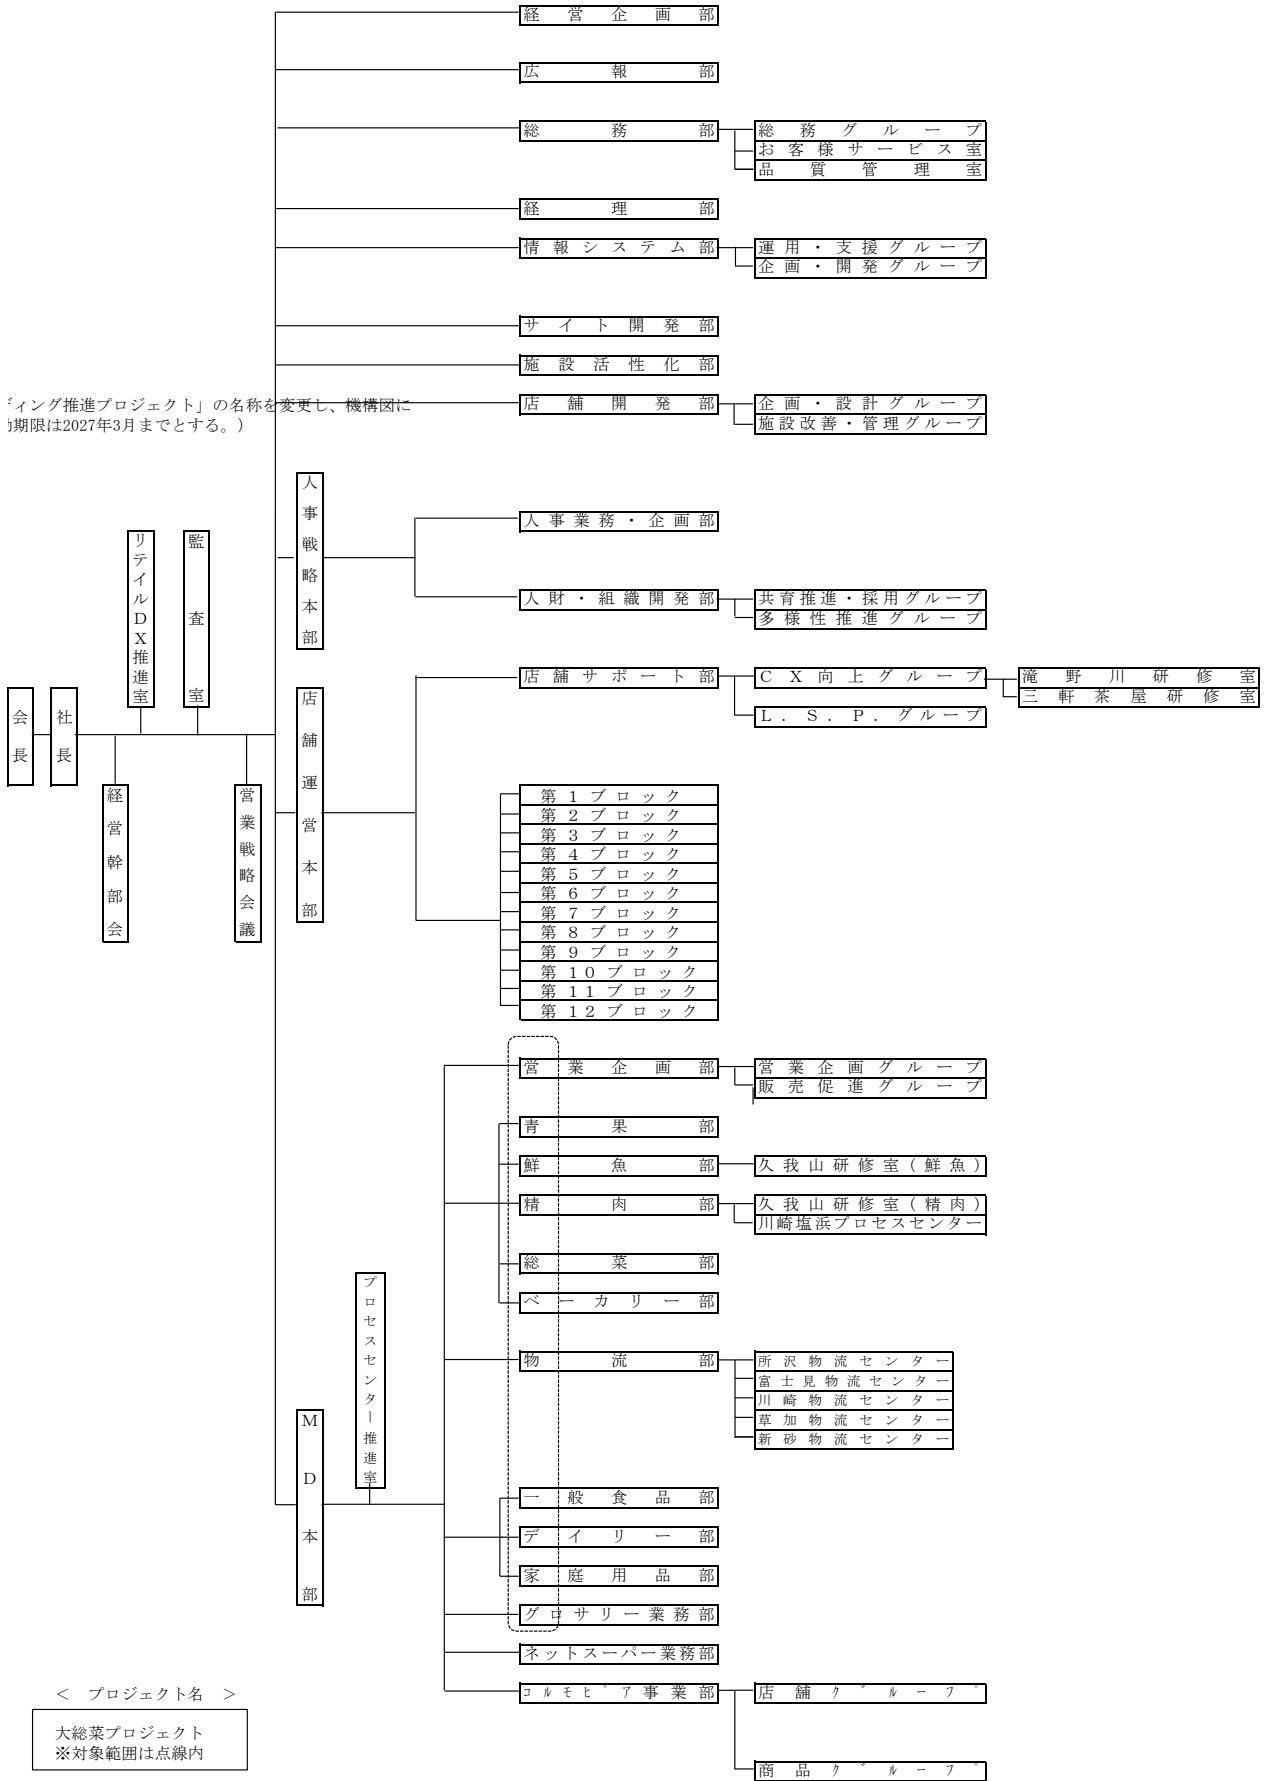 経営企画部
広報部
総務部
総務グループ
お客様サービス室
品質管理室
経理部
情報システム部
運用・支援グループ
企画・開発グループ
サイト開発部
施設活性化部
ィング推進プロジェクト」の名称を変更し、機構図に
期限は2027年3月までとする。）
店舗開発部
企画・設計グループ
施設改善・管理グループ
人事戦略本部
人事業務・企画部
人財・組織開発部
共育推進・採用グループ
多様性推進グループ
リテイルDX推進室
監査室
会長
社長
経営幹部会
営業戦略会議
店舗運営本部
店舗サポート部
CX向上グループ
滝野川研修室
三軒茶屋研修室
L．S．P．グループ
第1ブロック
第2ブロック
第3ブロック
第4ブロック
第5ブロック
第6ブロック
第7ブロック
第8ブロック
第9ブロック
第10ブロック
第11ブロック
第12ブロック
MD本部
プロセスセンター推進室
営業企画部
営業企画グループ
販売促進グループ
青果部
鮮魚部
久我山研修室(鮮魚)
精肉部
久我山研修室(精肉)
川崎塩浜プロセスセンター
総菜部
ベーカリー部
物流部
所沢物流センター
富士見物流センター
川崎物流センター
草加物流センター
新砂物流センター
一般食品部
デイリー部
家庭用品部
グロサリー業務部
ネットスーパー業務部
ｺﾙﾓﾋﾟｱ事業部
店舗ｸﾞﾙｰﾌﾟ
商品ｸﾞﾙｰﾌﾟ
＜　プロジェクト名　＞
大総菜プロジェクト
※対象範囲は点線内